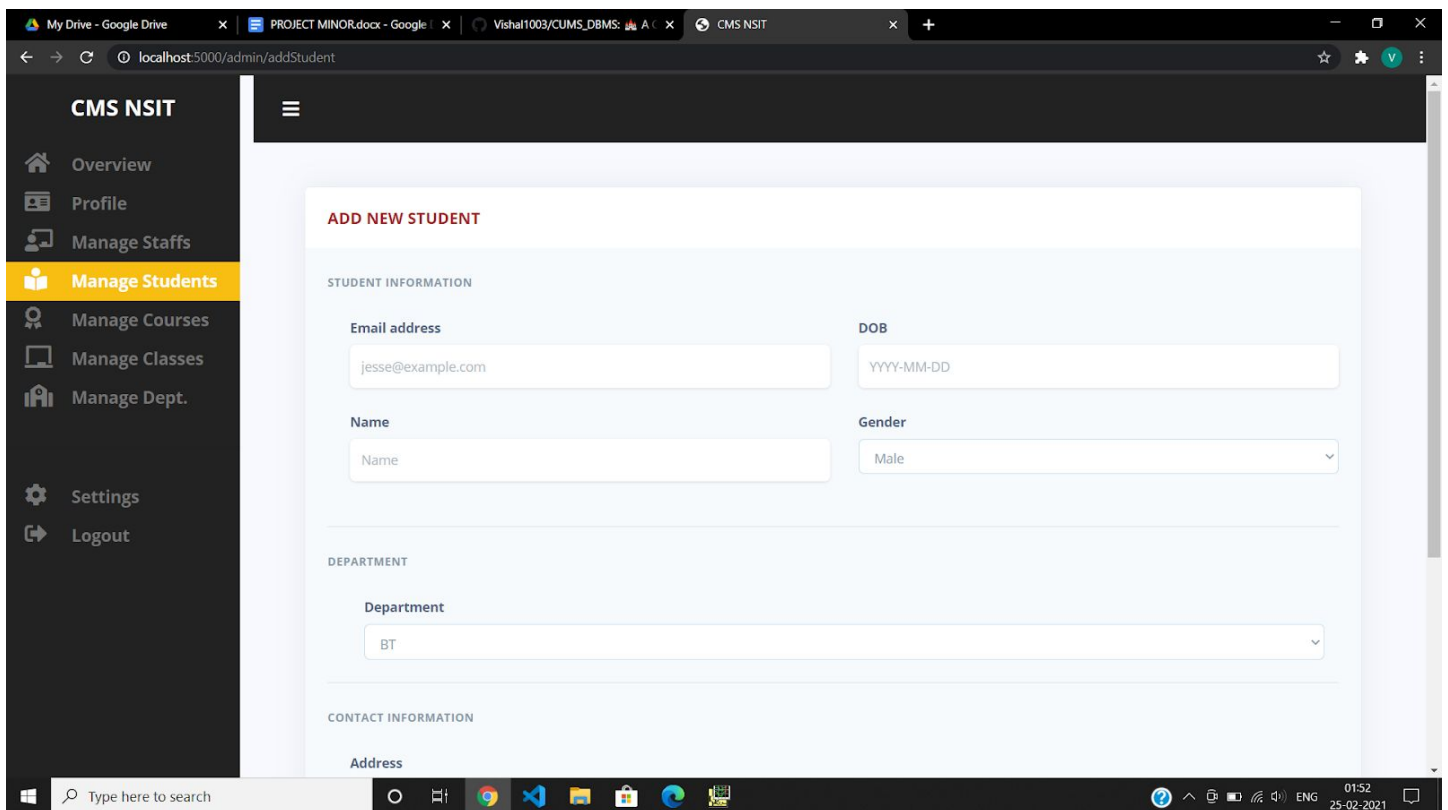 My Drive - Google Drive
PROJECT MINOR.docx - Google
Vishal1003/CUMS_DBMS: A C
CMS NSIT
localhost:5000/admin/addStudent
V
CMS NSIT
Overview
Profile
Manage Staffs
Manage Students
Manage Courses
Manage Classes
Manage Dept.
Settings
Logout
ADD NEW STUDENT
STUDENT INFORMATION
Email address
jesse@example.com
DOB
YYYY-MM-DD
Name
Name
Gender
Male
DEPARTMENT
Department
BT
CONTACT INFORMATION
Address
Type here to search
ENG
01:52
25-02-2021